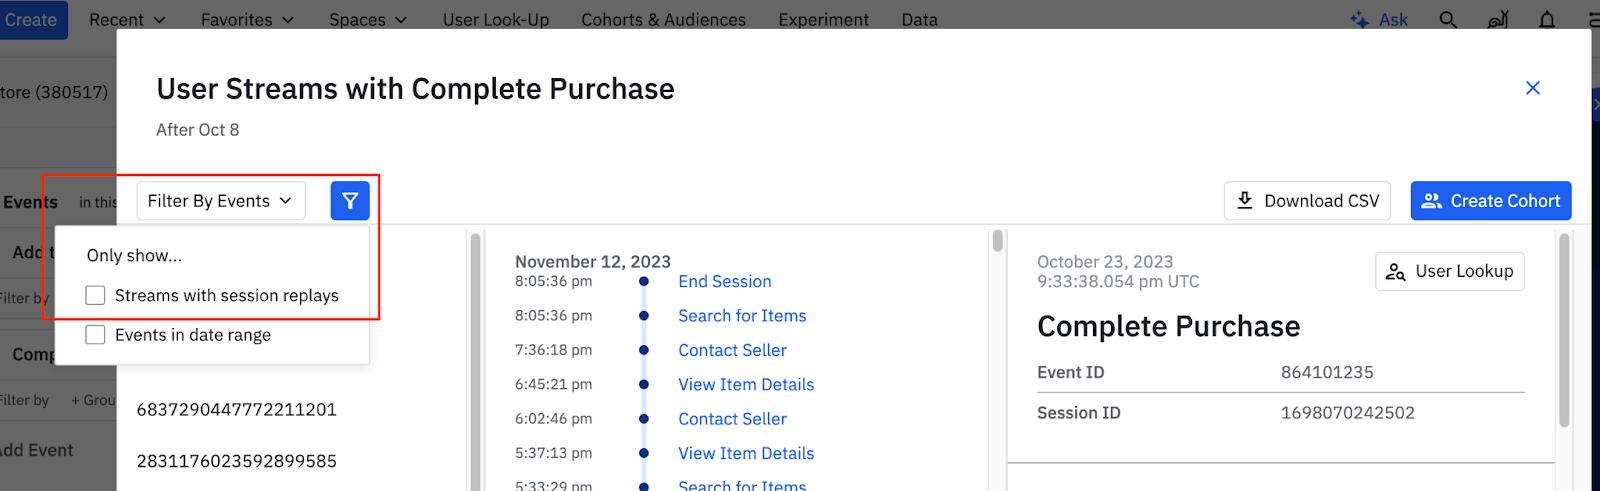 Create Recent Favorites Spaces User Look-Up Cohorts & Audiences Experiment Data Ask
tore (380517)
User Streams with Complete Purchase
After Oct 8
Events in this
Filter By Events
Download CSV
Create Cohort
Add t
Filter by
Comp
Filter by + Grou
Add Event
Only show...
Streams with session replays
Events in date range
6837290447772211201
2831176023592899585
November 12, 2023
8:05:36 pm End Session
8:05:36 pm Search for Items
7:36:18 pm Contact Seller
6:45:21 pm View Item Details
6:02:46 pm Contact Seller
5:37:13 pm View Item Details
5:33:29 pm Search for Items
October 23, 2023
9:33:38.054 pm UTC
User Lookup
Complete Purchase
Event ID 864101235
Session ID 1698070242502